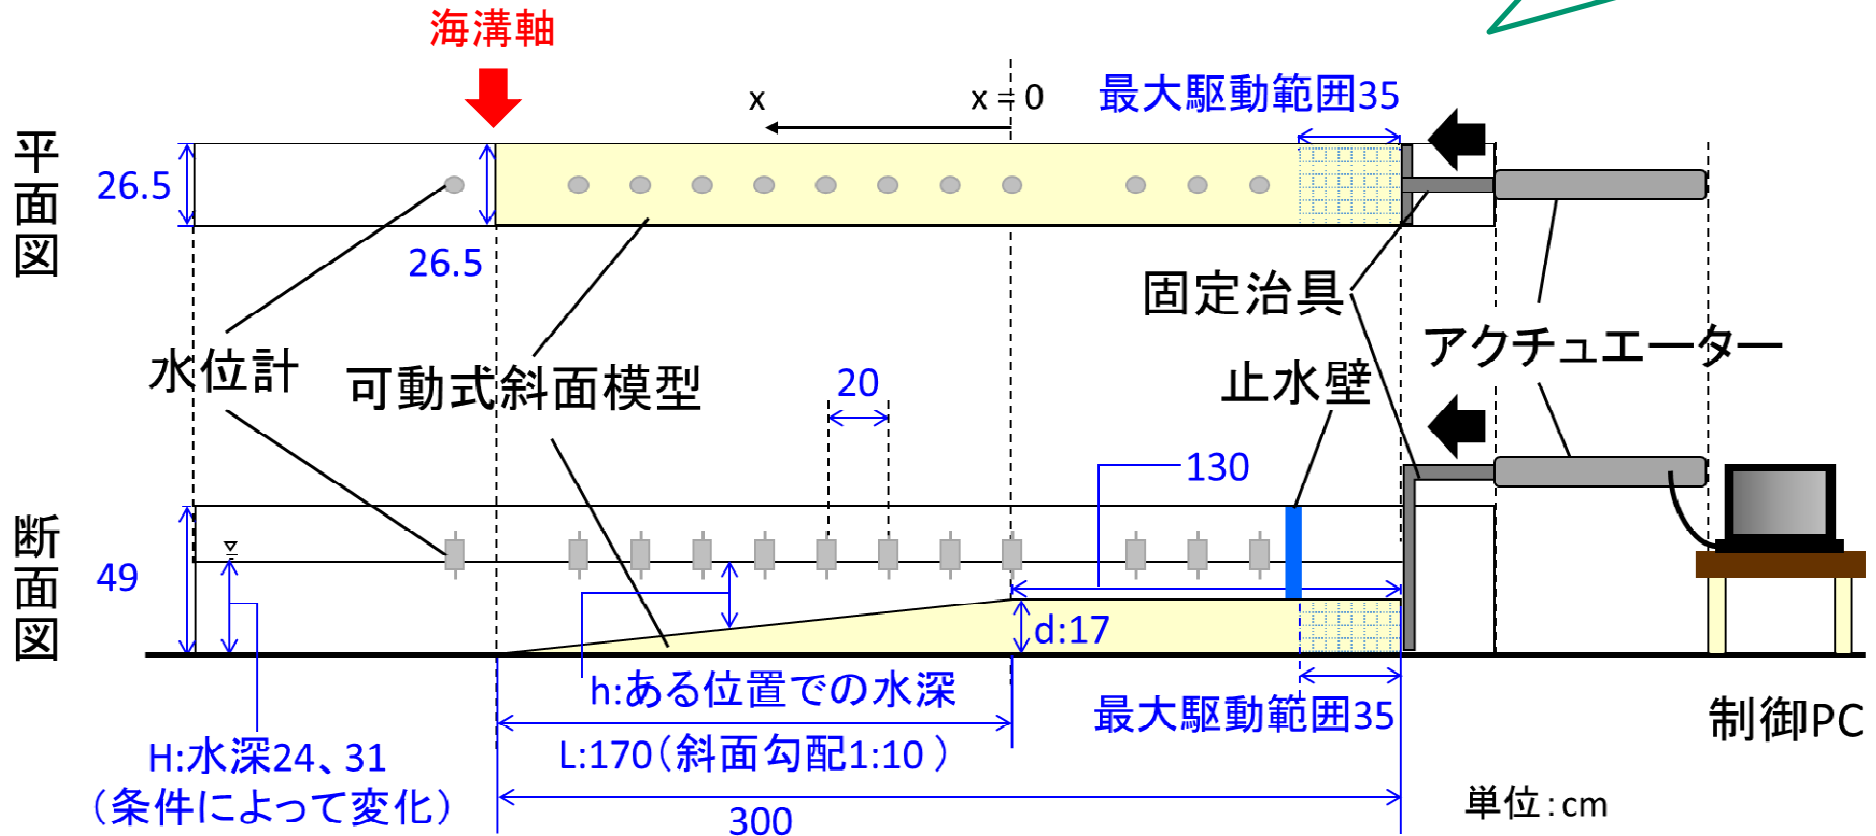 海溝軸
x
x = 0
最大駆動範囲35
平面図
26.5
26.5
固定治具
アクチュエーター
水位計
可動式斜面模型
20
止水壁
130
断面図
49
d:17
h:ある位置での水深
最大駆動範囲35
制御PC
H:水深24、31
（条件によって変化）
L:170（斜面勾配1:10 ）
300
単位：cm